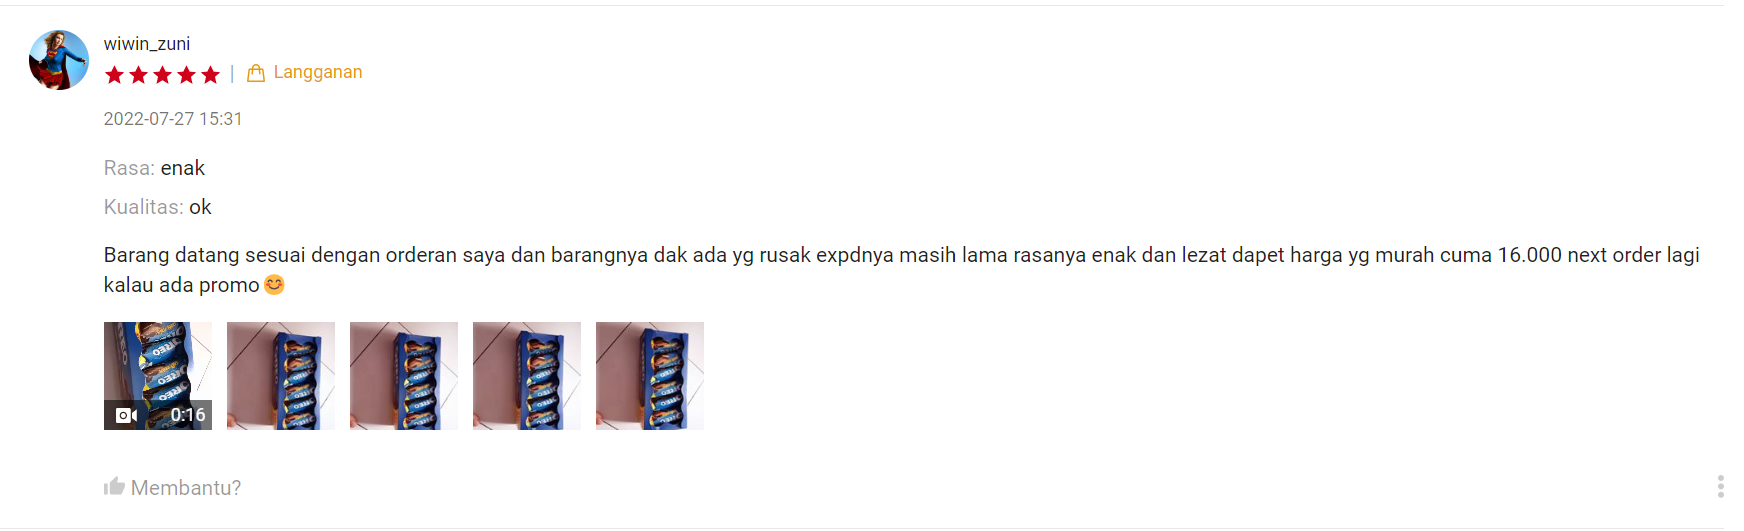 wiwin_zuni
Langganan
2022-07-27 15:31
Rasa: enak
Kualitas: ok
Barang datang sesuai dengan orderan saya dan barangnya dak ada yg rusak expdnya masih lama rasanya enak dan lezat dapet harga yg murah cuma 16.000 next order lagi
kalau ada promo😊
OREO
OREO
0:16
Membantu?